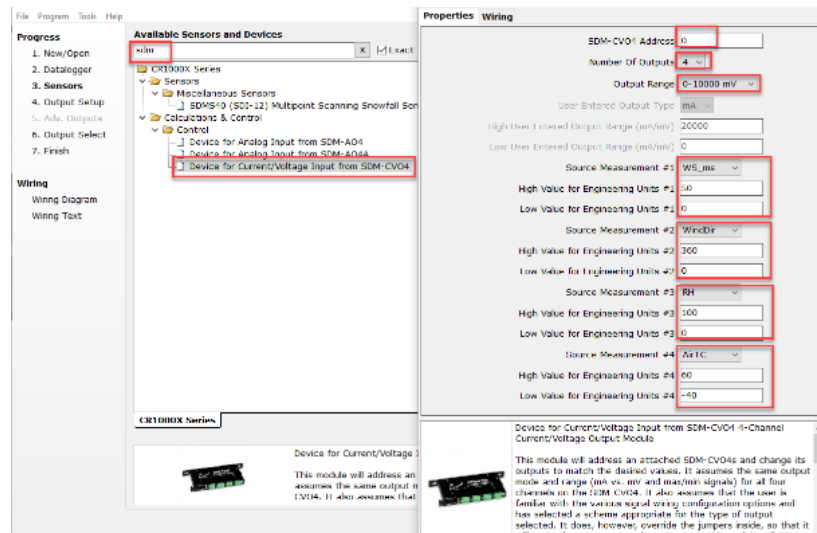 File Program Tools Help
Progress
1. New/Open
2. Datalogger
3. Sensors
4. Output Setup
5. Adv. Outputs
6. Output Select
7. Finish
Wiring
Wiring Diagram
Wiring Text
Available Sensors and Devices
sdm
X Exact
CR1000X Series
Sensors
Miscellaneous Sensors
SDMS40 (SDI-12) Multipoint Scanning Snowfall Sen
Calculations & Control
Control
Device for Analog Input from SDM-AO4
Device for Analog Input from SDM-AO4A
Device for Current/Voltage Input from SDM-CVO4
CR1000X Series
Device for Current/Voltage I
This module will address an
assumes the same output m
CVO4. It also assumes that
Properties Wiring
SDM-CVO4 Address 0
Number Of Outputs 4
Output Range 0-10000 mV
User Entered Output Type mA
High User Entered Output Range (mA/mV) 20000
Low User Entered Output Range (mA/mV) 0
Source Measurement #1 WS_ms
High Value for Engineering Units #1 50
Low Value for Engineering Units #1 0
Source Measurement #2 WindDir
High Value for Engineering Units #2 360
Low Value for Engineering Units #2 0
Source Measurement #3 RH
High Value for Engineering Units #3 100
Low Value for Engineering Units #3 0
Source Measurement #4 AirTC
High Value for Engineering Units #4 60
Low Value for Engineering Units #4 -40
Device for Current/Voltage Input from SDM-CVO4 4-Channel
Current/Voltage Output Module
This module will address an attached SDM-CVO4s and change its
outputs to match the desired values. It assumes the same output
mode and range (mA vs. mV and max/min signals) for all four
channels on the SDM CVO4. It also assumes that the user is
familiar with the various signal wiring configuration options and
has selected a scheme appropriate for the type of output
selected. It does, however, override the jumpers inside, so that it